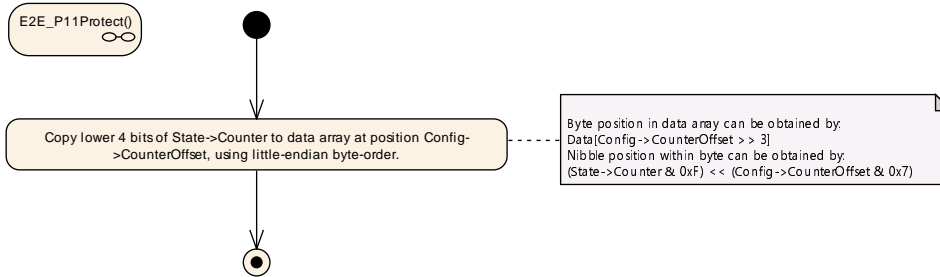 E2E_P11Protect()
Copy lower 4 bits of State->Counter to data array at position Config-
>CounterOffset, using little-endian byte-order.
Byte position in data array can be obtained by:
Data[Config->CounterOffset >> 3]
Nibble position within byte can be obtained by:
(State->Counter & 0xF) << (Config->CounterOffset & 0x7)